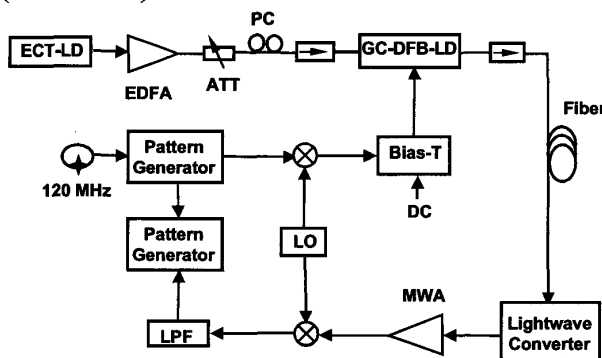 PC
ECT-LD
GC-DFB-LD
EDFA
ATT
Fiber
Pattern
Generator
Bias-T
120 MHz
DC
Pattern
Generator
LO
MWA
LPF
Lightwave
Converter